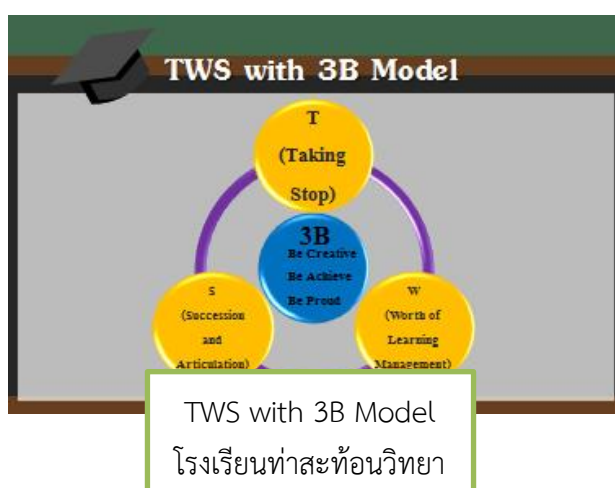 TWS with 3B Model
T
(Taking
Stop)
3B
Be Creative
Be Achieve
Be Proud
S
(Succession
and
Articulation)
W
(Worth of
Learning
Management)
TWS with 3B Model
โรงเรียนท่าสะท้อนวิทยา